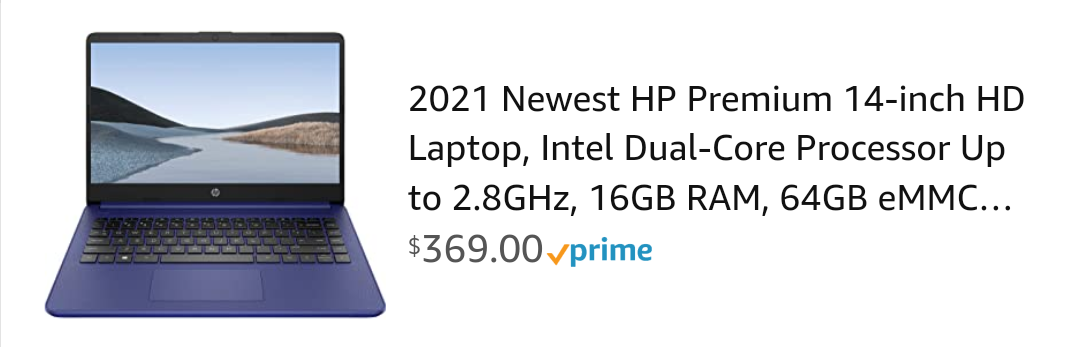 2021 Newest HP Premium 14-inch HD
Laptop, Intel Dual-Core Processor Up
to 2.8GHz, 16GB RAM, 64GB eMMC...
$369.00 prime
hp